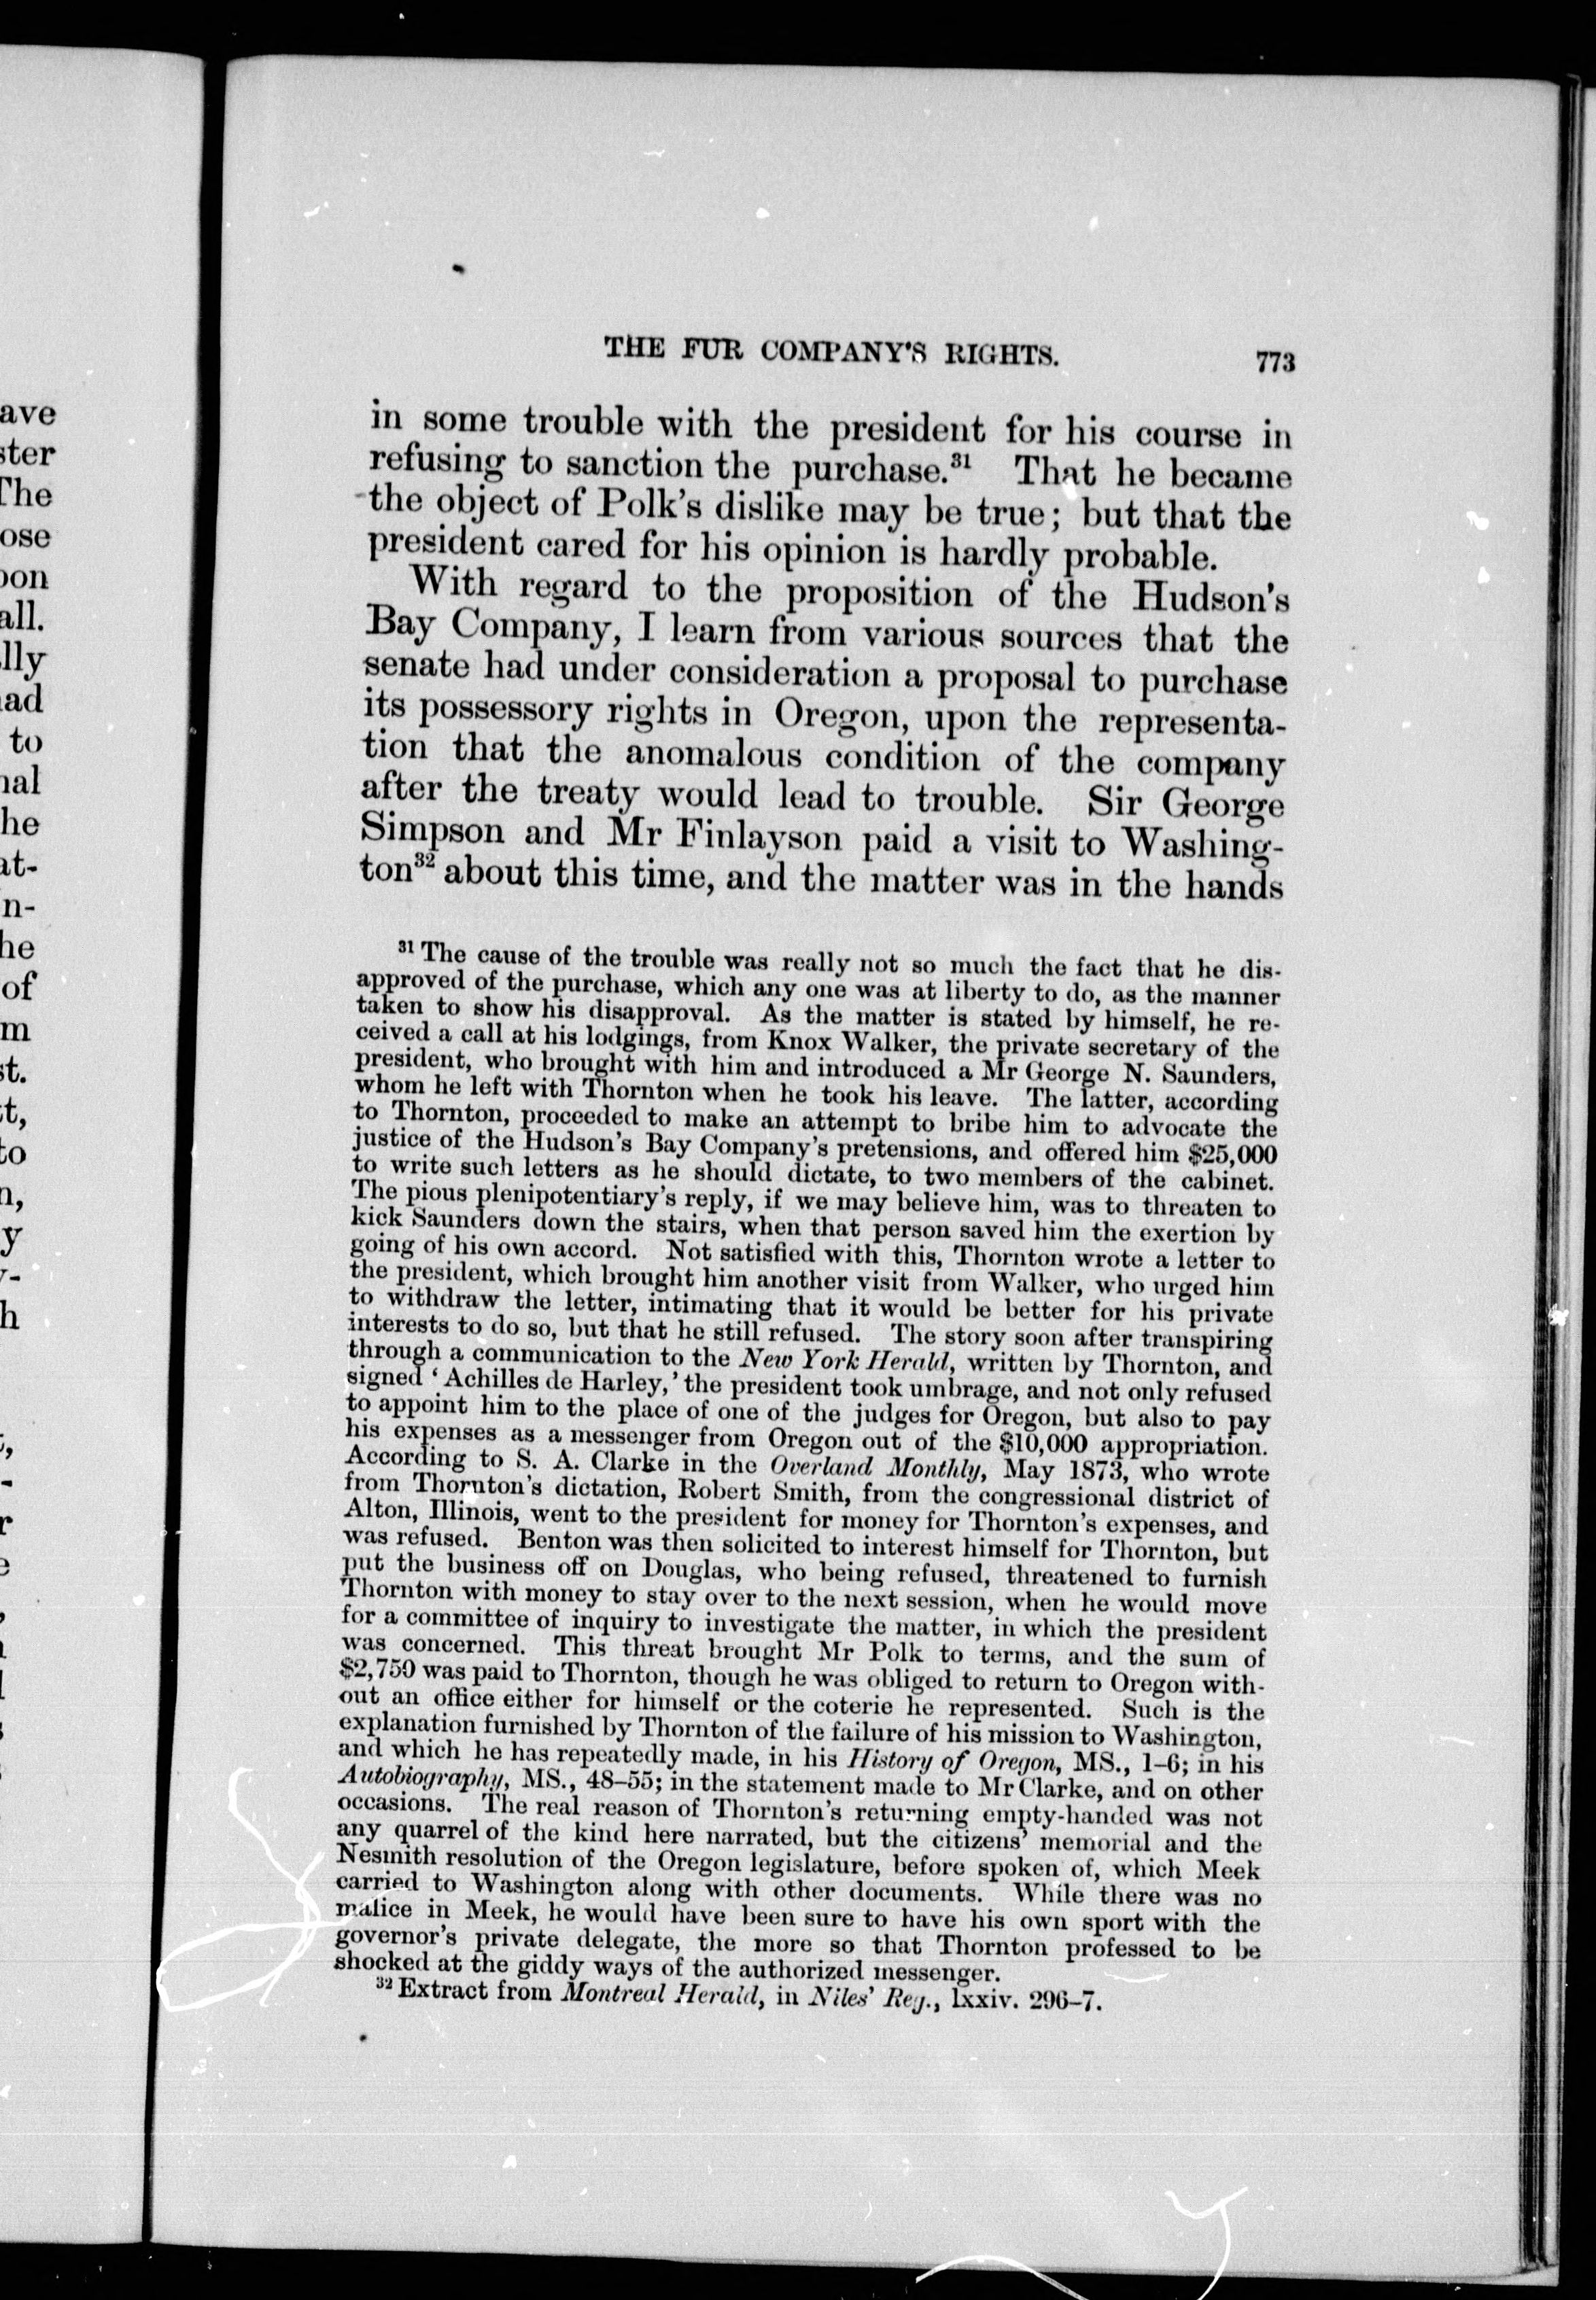 THE FUR COMPANY'S RIGHTS. 773
in some trouble with the president for his course in
refusing to sanction the purchase.³¹ That he became
the object of Polk's dislike may be true; but that the
president cared for his opinion is hardly probable.
With regard to the proposition of the Hudson's
Bay Company, I learn from various sources that the
senate had under consideration a proposal to purchase
its possessory rights in Oregon, upon the representa-
tion that the anomalous condition of the company
after the treaty would lead to trouble. Sir George
Simpson and Mr Finlayson paid a visit to Washing-
ton³² about this time, and the matter was in the hands
³¹ The cause of the trouble was really not so much the fact that he dis-
approved of the purchase, which any one was at liberty to do, as the manner
taken to show his disapproval. As the matter is stated by himself, he re-
ceived a call at his lodgings, from Knox Walker, the private secretary of the
president, who brought with him and introduced a Mr George N. Saunders,
whom he left with Thornton when he took his leave. The latter, according
to Thornton, proceeded to make an attempt to bribe him to advocate the
justice of the Hudson's Bay Company's pretensions, and offered him $25,000
to write such letters as he should dictate, to two members of the cabinet.
The pious plenipotentiary's reply, if we may believe him, was to threaten to
kick Saunders down the stairs, when that person saved him the exertion by
going of his own accord. Not satisfied with this, Thornton wrote a letter to
the president, which brought him another visit from Walker, who urged him
to withdraw the letter, intimating that it would be better for his private
interests to do so, but that he still refused. The story soon after transpiring
through a communication to the New York Herald, written by Thornton, and
signed 'Achilles de Harley,' the president took umbrage, and not only refused
to appoint him to the place of one of the judges for Oregon, but also to pay
his expenses as a messenger from Oregon out of the $10,000 appropriation.
According to S. A. Clarke in the Overland Monthly, May 1873, who wrote
from Thornton's dictation, Robert Smith, from the congressional district of
Alton, Illinois, went to the president for money for Thornton's expenses, and
was refused. Benton was then solicited to interest himself for Thornton, but
put the business off on Douglas, who being refused, threatened to furnish
Thornton with money to stay over to the next session, when he would move
for a committee of inquiry to investigate the matter, in which the president
was concerned. This threat brought Mr Polk to terms, and the sum of
$2,750 was paid to Thornton, though he was obliged to return to Oregon with-
out an office either for himself or the coterie he represented. Such is the
explanation furnished by Thornton of the failure of his mission to Washington,
and which he has repeatedly made, in his History of Oregon, MS., 1–6; in his
Autobiography, MS., 48–55; in the statement made to Mr Clarke, and on other
occasions. The real reason of Thornton's returning empty-handed was not
any quarrel of the kind here narrated, but the citizens' memorial and the
Nesmith resolution of the Oregon legislature, before spoken of, which Meek
carried to Washington along with other documents. While there was no
malice in Meek, he would have been sure to have his own sport with the
governor's private delegate, the more so that Thornton professed to be
shocked at the giddy ways of the authorized messenger.
³² Extract from Montreal Herald, in Niles' Reg., lxxiv. 296–7.